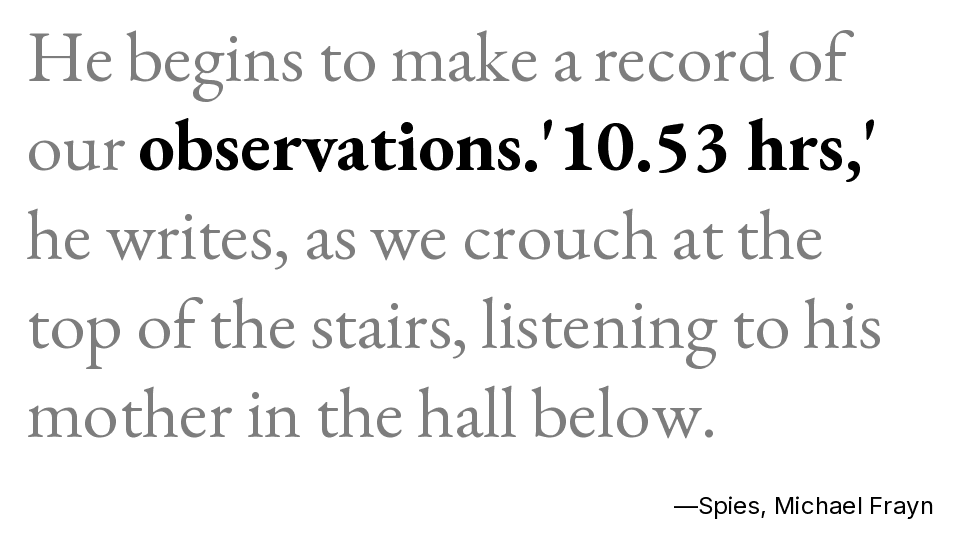 He begins to make a record of
our observations.'10.53 hrs,'
he writes, as we crouch at the
top of the stairs, listening to his
mother in the hall below.
—Spies, Michael Frayn